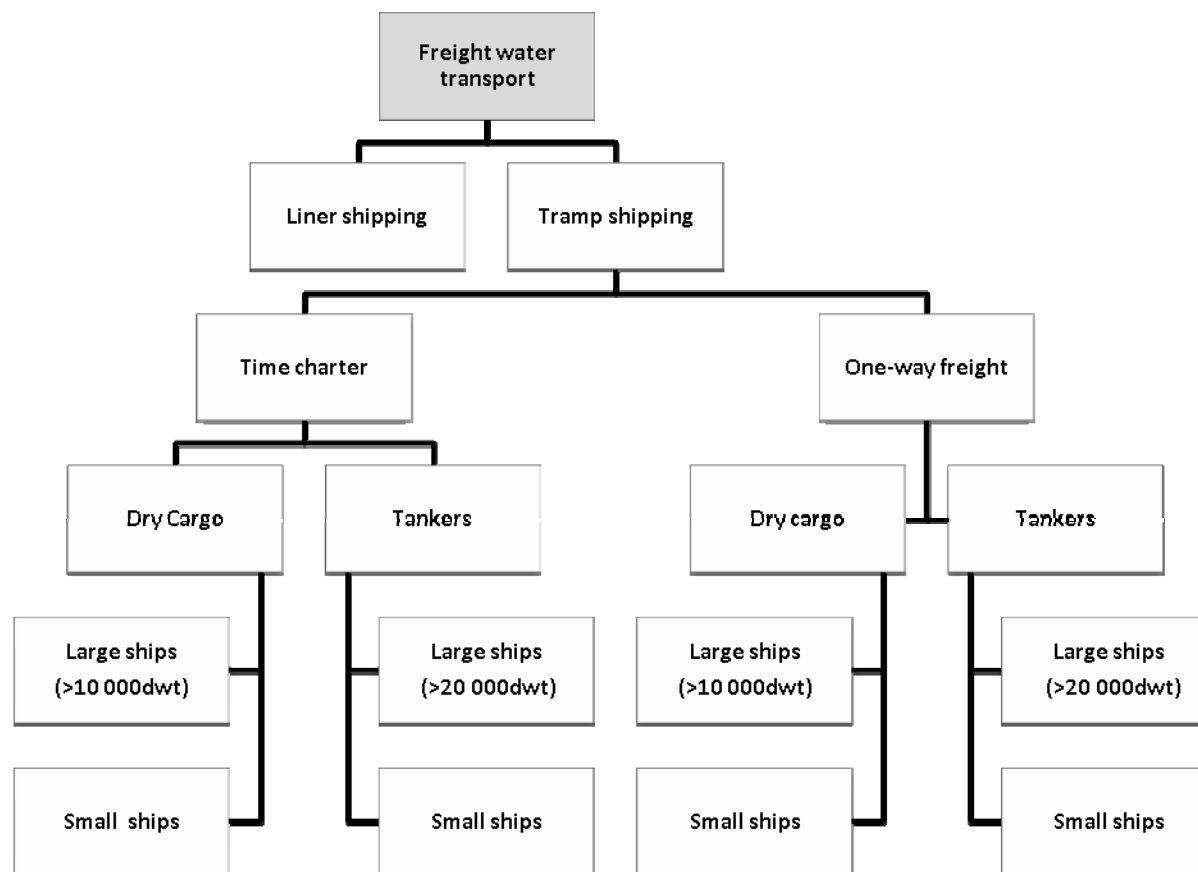 Freight water
transport
Liner shipping
Tramp shipping
Time charter
One-way freight
Dry Cargo
Tankers
Dry cargo
Tankers
Large ships
(>10 000dwt)
Large ships
(>20 000dwt)
Large ships
(>10 000dwt)
Large ships
(>20 000dwt)
Small ships
Small ships
Small ships
Small ships